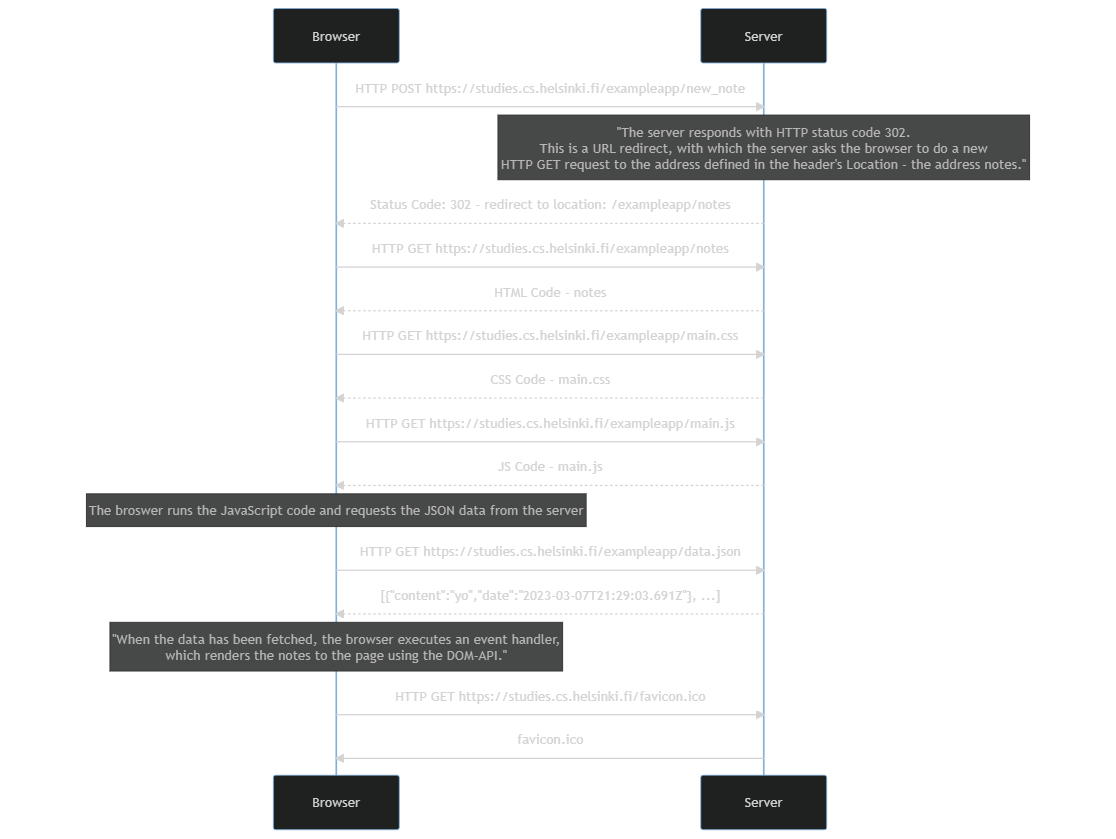 Browser
Server
HTTP POST https://studies.cs.helsinki.fi/exampleapp/new_note
"The server responds with HTTP status code 302.
This is a URL redirect, with which the server asks the browser to do a new
HTTP GET request to the address defined in the header's Location - the address notes."
Status Code: 302 - redirect to location: /exampleapp/notes
HTTP GET https://studies.cs.helsinki.fi/exampleapp/notes
HTML Code - notes
HTTP GET https://studies.cs.helsinki.fi/exampleapp/main.css
CSS Code - main.css
HTTP GET https://studies.cs.helsinki.fi/exampleapp/main.js
JS Code - main.js
The broswer runs the JavaScript code and requests the JSON data from the server
HTTP GET https://studies.cs.helsinki.fi/exampleapp/data.json
[{"content":"yo","date":"2023-03-07T21:29:03.691Z"}, ...]
"When the data has been fetched, the browser executes an event handler,
which renders the notes to the page using the DOM-API."
HTTP GET https://studies.cs.helsinki.fi/favicon.ico
favicon.ico
Browser
Server